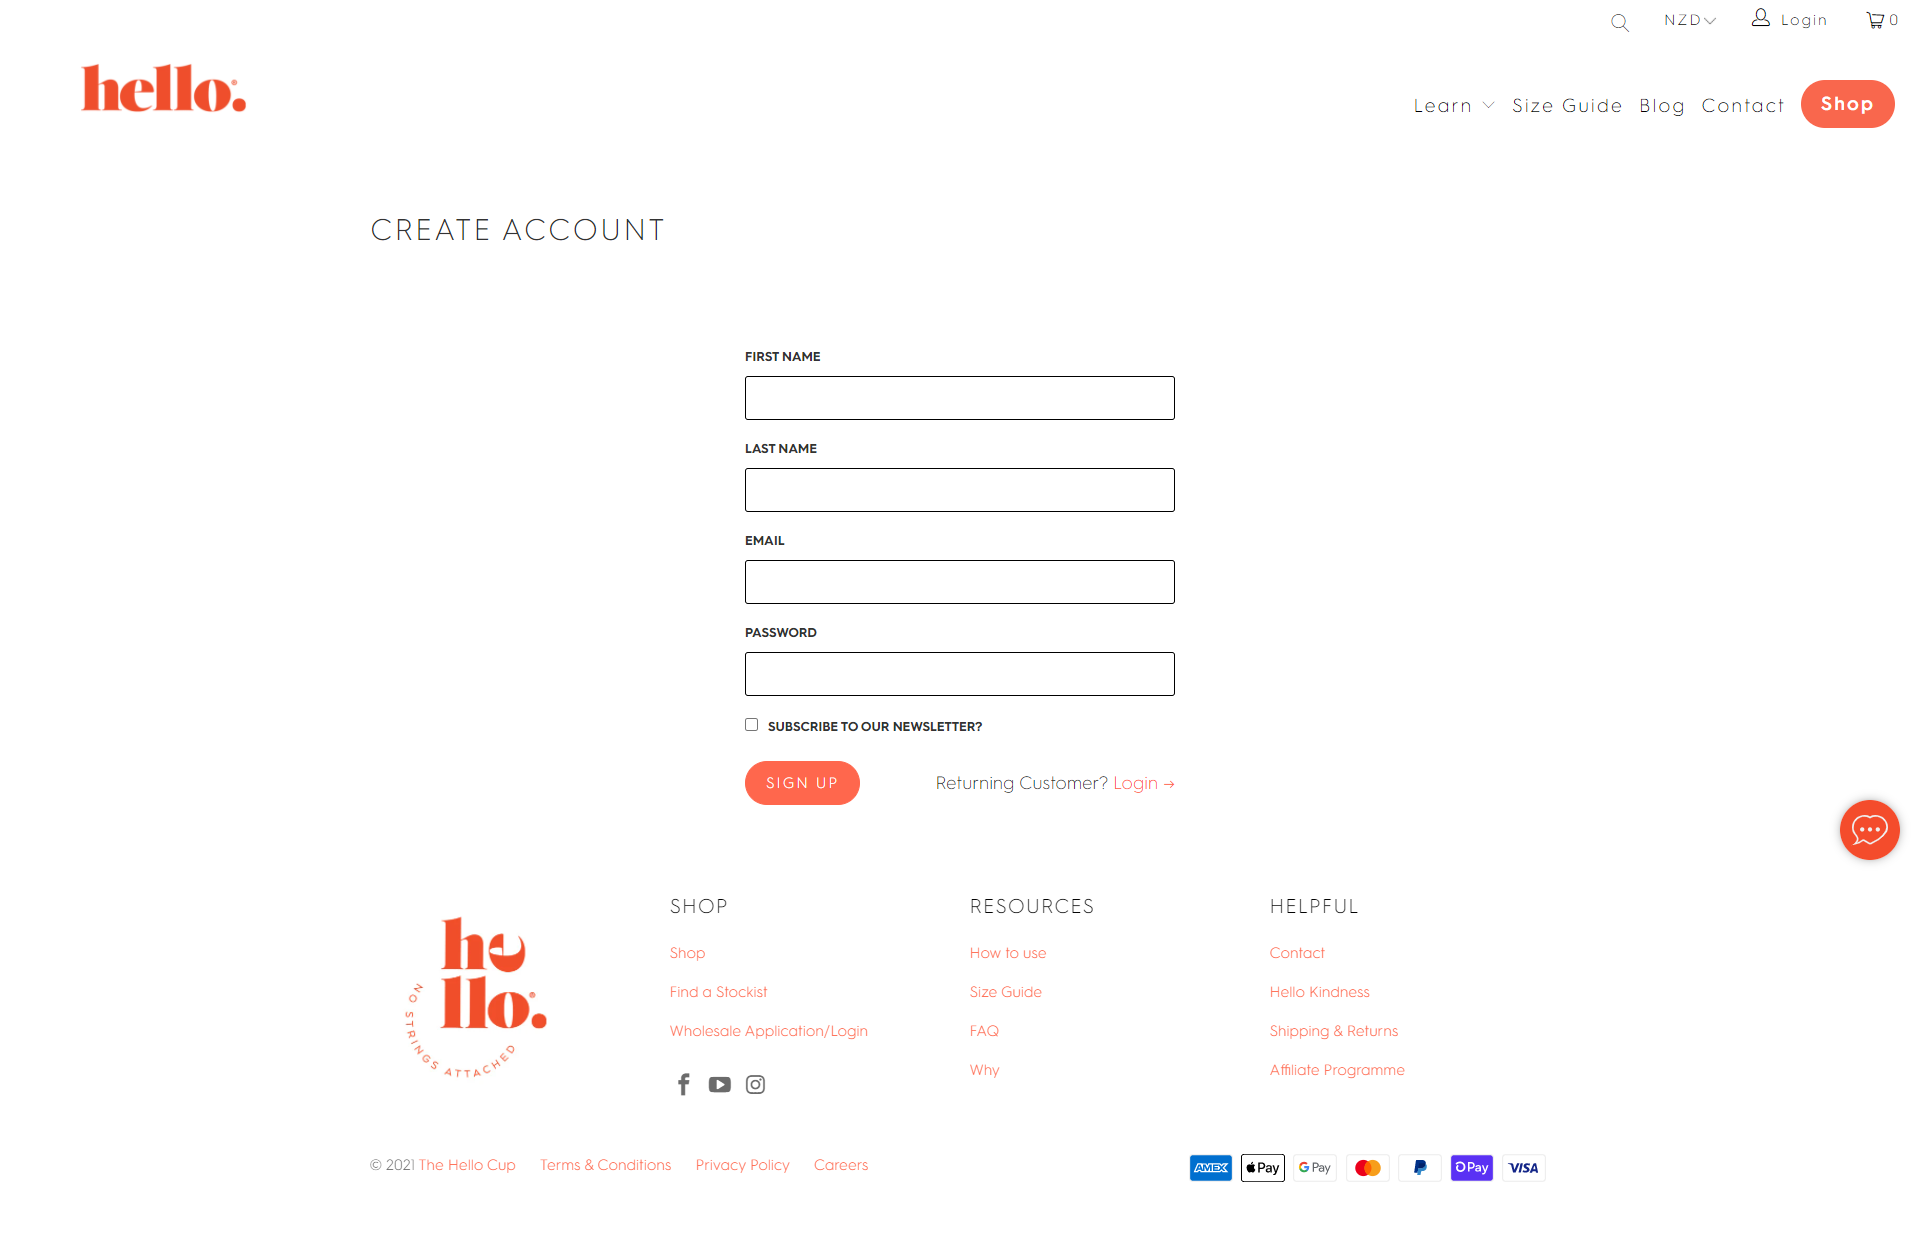 NZD
Login
0
hello.
Learn
Size Guide
Blog
Contact
Shop
CREATE ACCOUNT
FIRST NAME
LAST NAME
EMAIL
PASSWORD
SUBSCRIBE TO OUR NEWSLETTER?
SIGN UP
Returning Customer? Login →
he
llo.
NO STRINGS ATTACHED
SHOP
Shop
Find a Stockist
Wholesale Application/Login
RESOURCES
How to use
Size Guide
FAQ
Why
HELPFUL
Contact
Hello Kindness
Shipping & Returns
Affiliate Programme
© 2021 The Hello Cup
Terms & Conditions
Privacy Policy
Careers
AMEX
Pay
G Pay
Pay
VISA